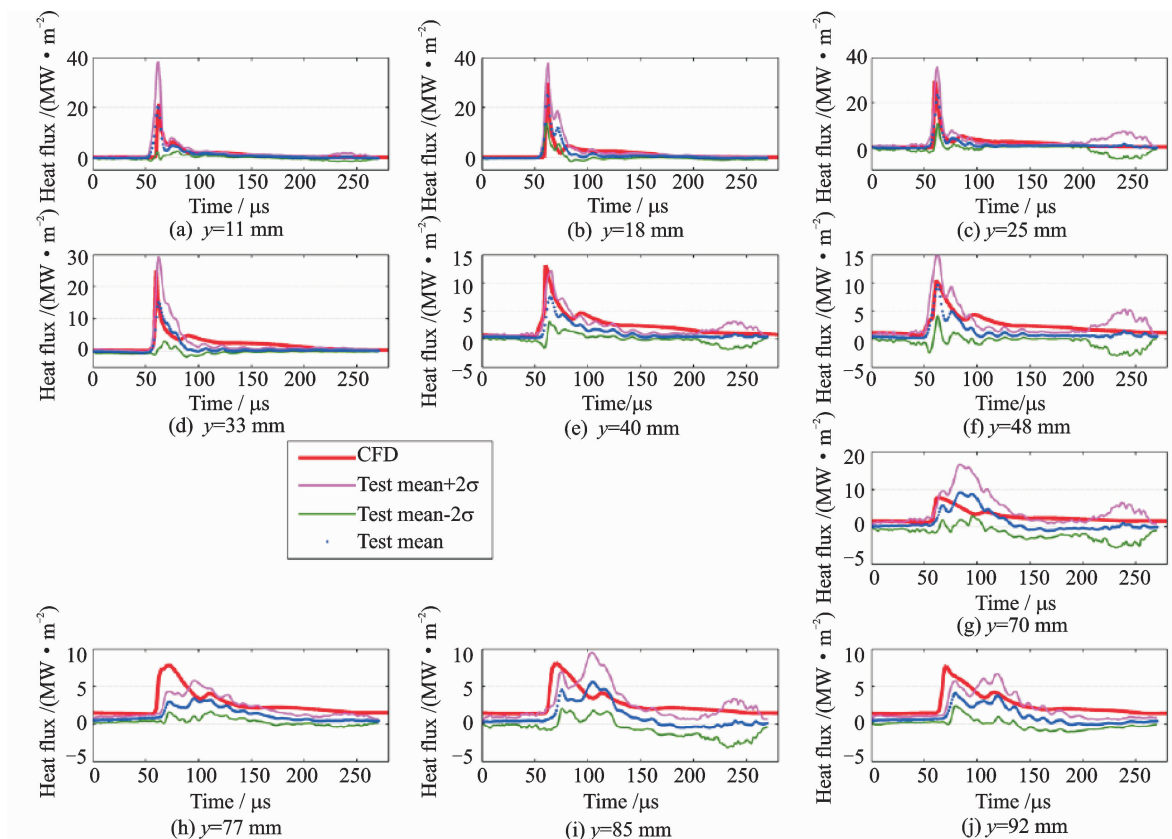 Heat flux /(MW • m⁻²)
40
20
0
0 50 100 150 200 250
Time / μs
(a) y=11 mm
Heat flux /(MW • m⁻²)
40
20
0
0 50 100 150 200 250
Time / μs
(b) y=18 mm
Heat flux /(MW • m⁻²)
40
20
0
0 50 100 150 200 250
Time / μs
(c) y=25 mm
Heat flux /(MW • m⁻²)
30
20
10
0
0 50 100 150 200 250
Time / μs
(d) y=33 mm
Heat flux /(MW • m⁻²)
15
10
5
0
−5
0 50 100 150 200 250
Time/μs
(e) y=40 mm
Heat flux /(MW • m⁻²)
15
10
5
0
−5
0 50 100 150 200 250
Time/μs
(f) y=48 mm
CFD
Test mean+2σ
Test mean-2σ
Test mean
Heat flux /(MW • m⁻²)
20
10
5
0
−5
0 50 100 150 200 250
Time / μs
(g) y=70 mm
Heat flux /(MW • m⁻²)
10
5
0
−5
0 50 100 150 200 250
Time / μs
(h) y=77 mm
Heat flux /(MW • m⁻²)
10
5
0
−5
0 50 100 150 200 250
Time / μs
(i) y=85 mm
Heat flux /(MW • m⁻²)
10
5
0
−5
0 50 100 150 200 250
Time / μs
(j) y=92 mm